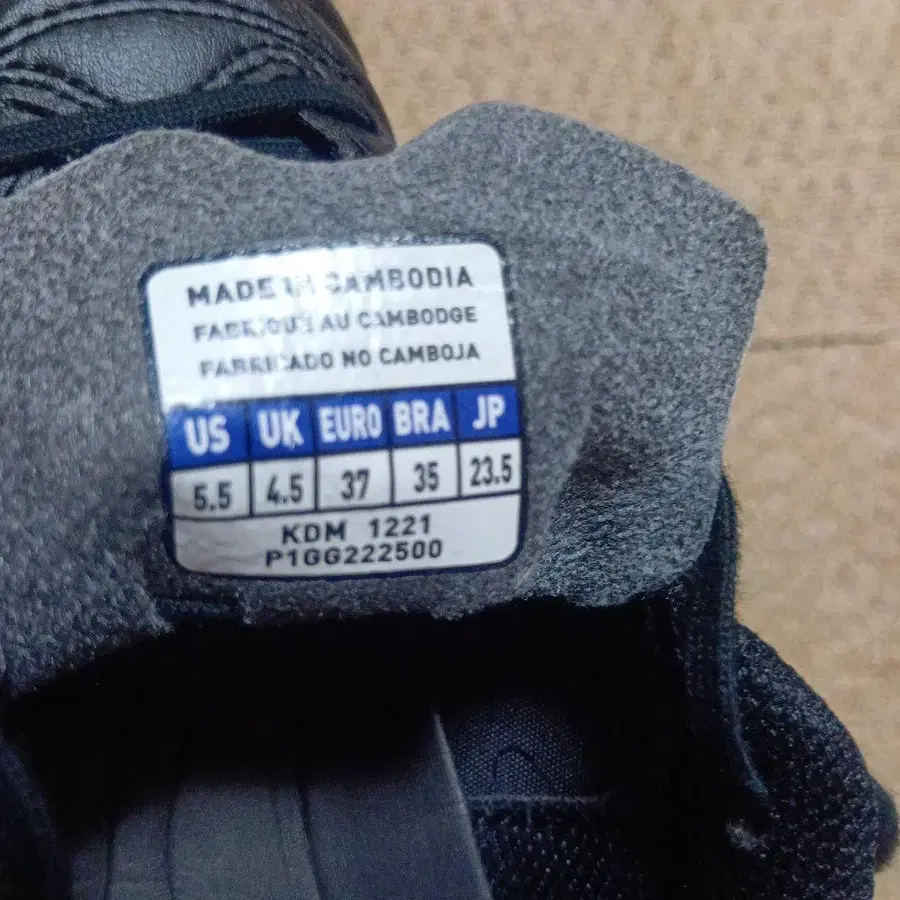 MADE IN CAMBODIA
FABRIQUÉ AU CAMBODGE
FABRICADO NO CAMBOJA
US UK EURO BRA JP
5.5 4.5 37 35 23.5
KDM 1221
P1GG222500